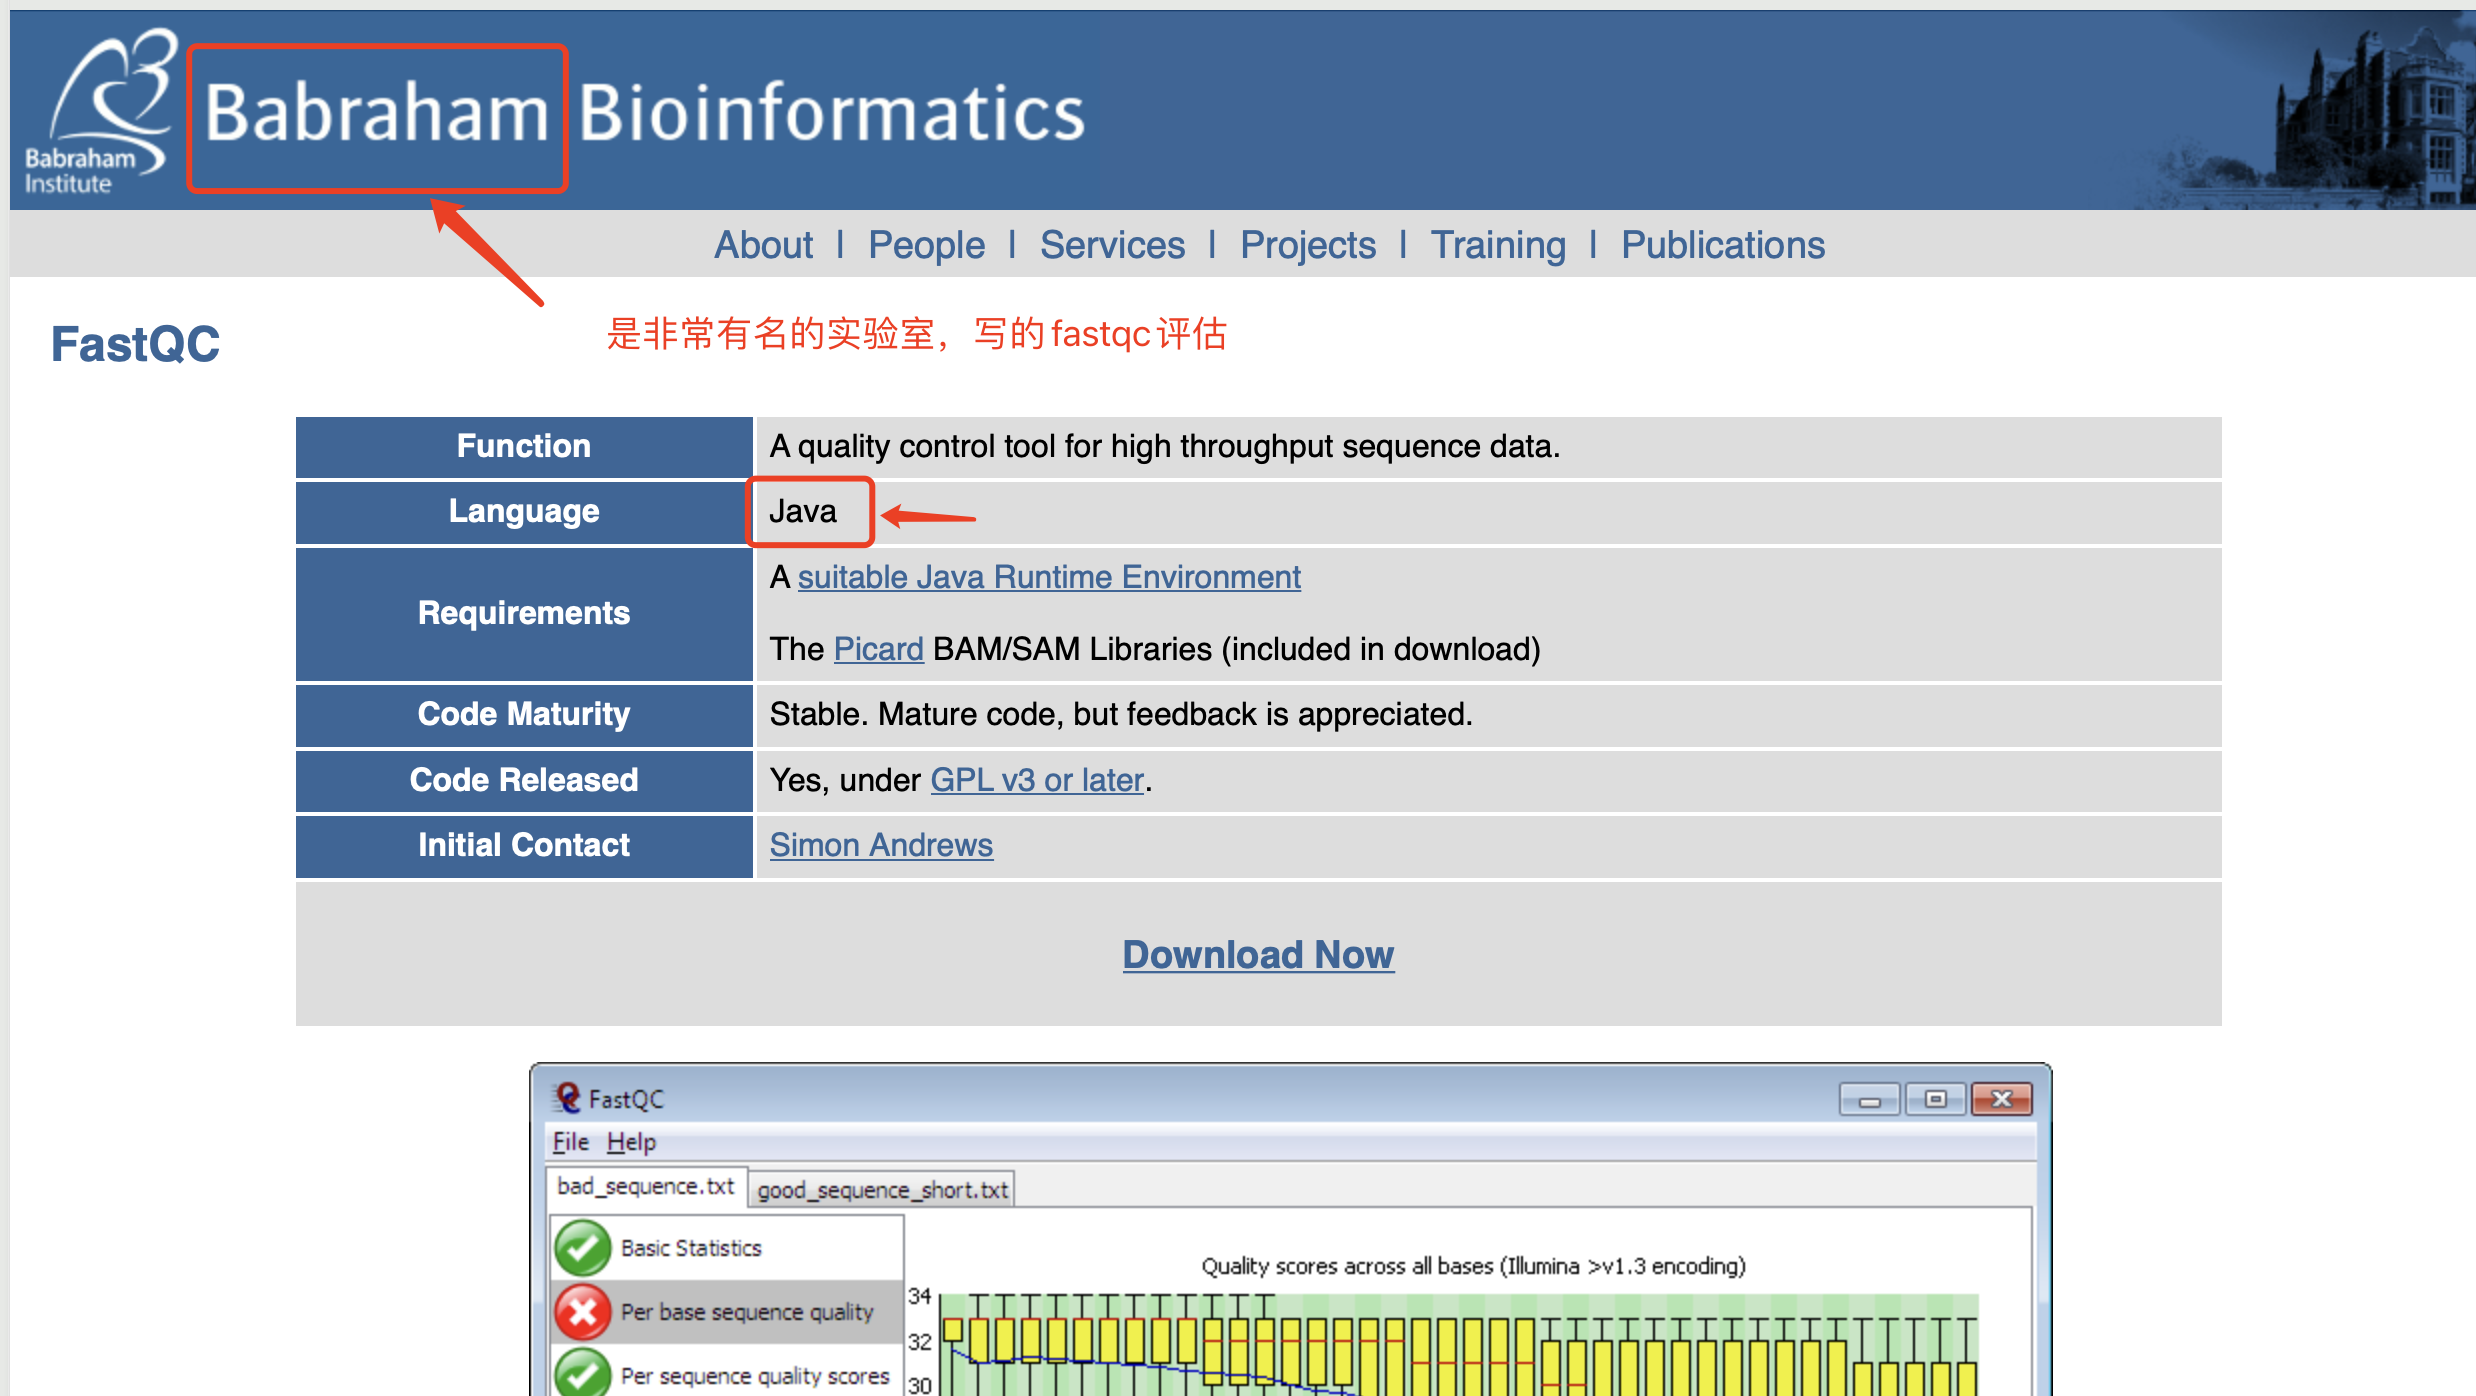 Babraham Bioinformatics
Babraham
Institute
About | People | Services | Projects | Training | Publications
是非常有名的实验室，写的fastqc评估
FastQC
Function A quality control tool for high throughput sequence data.
Language Java
Requirements A suitable Java Runtime Environment
The Picard BAM/SAM Libraries (included in download)
Code Maturity Stable. Mature code, but feedback is appreciated.
Code Released Yes, under GPL v3 or later.
Initial Contact Simon Andrews
Download Now
FastQC
File Help
bad_sequence.txt good_sequence_short.txt
Basic Statistics
Quality scores across all bases (Illumina >v1.3 encoding)
Per base sequence quality
Per sequence quality scores
34
32
30